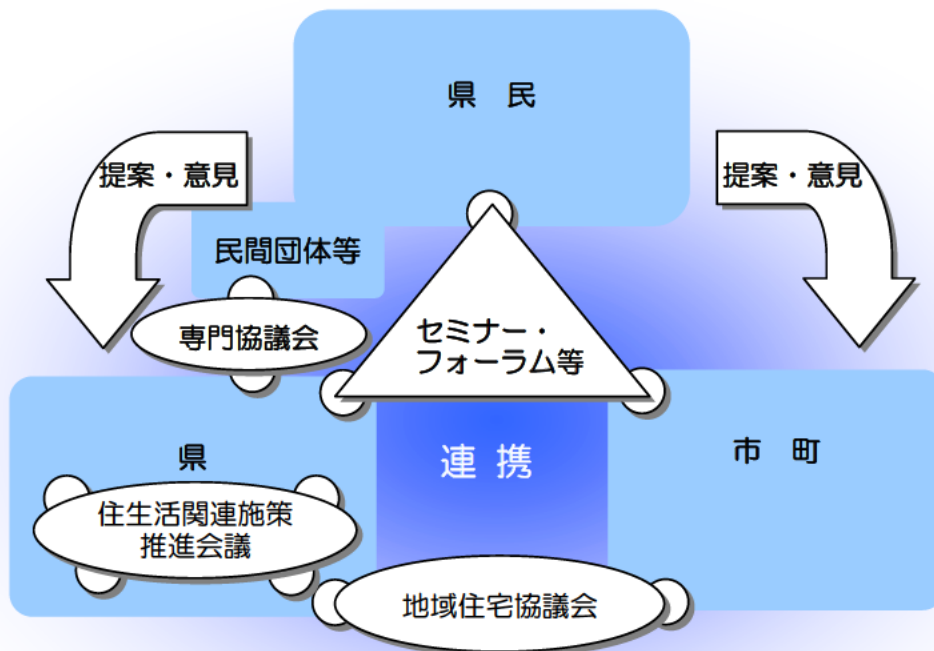 県 民
提案・意見
提案・意見
民間団体等
専門協議会
セミナー・
フォーラム等
県
連 携
市 町
住生活関連施策
推進会議
地域住宅協議会